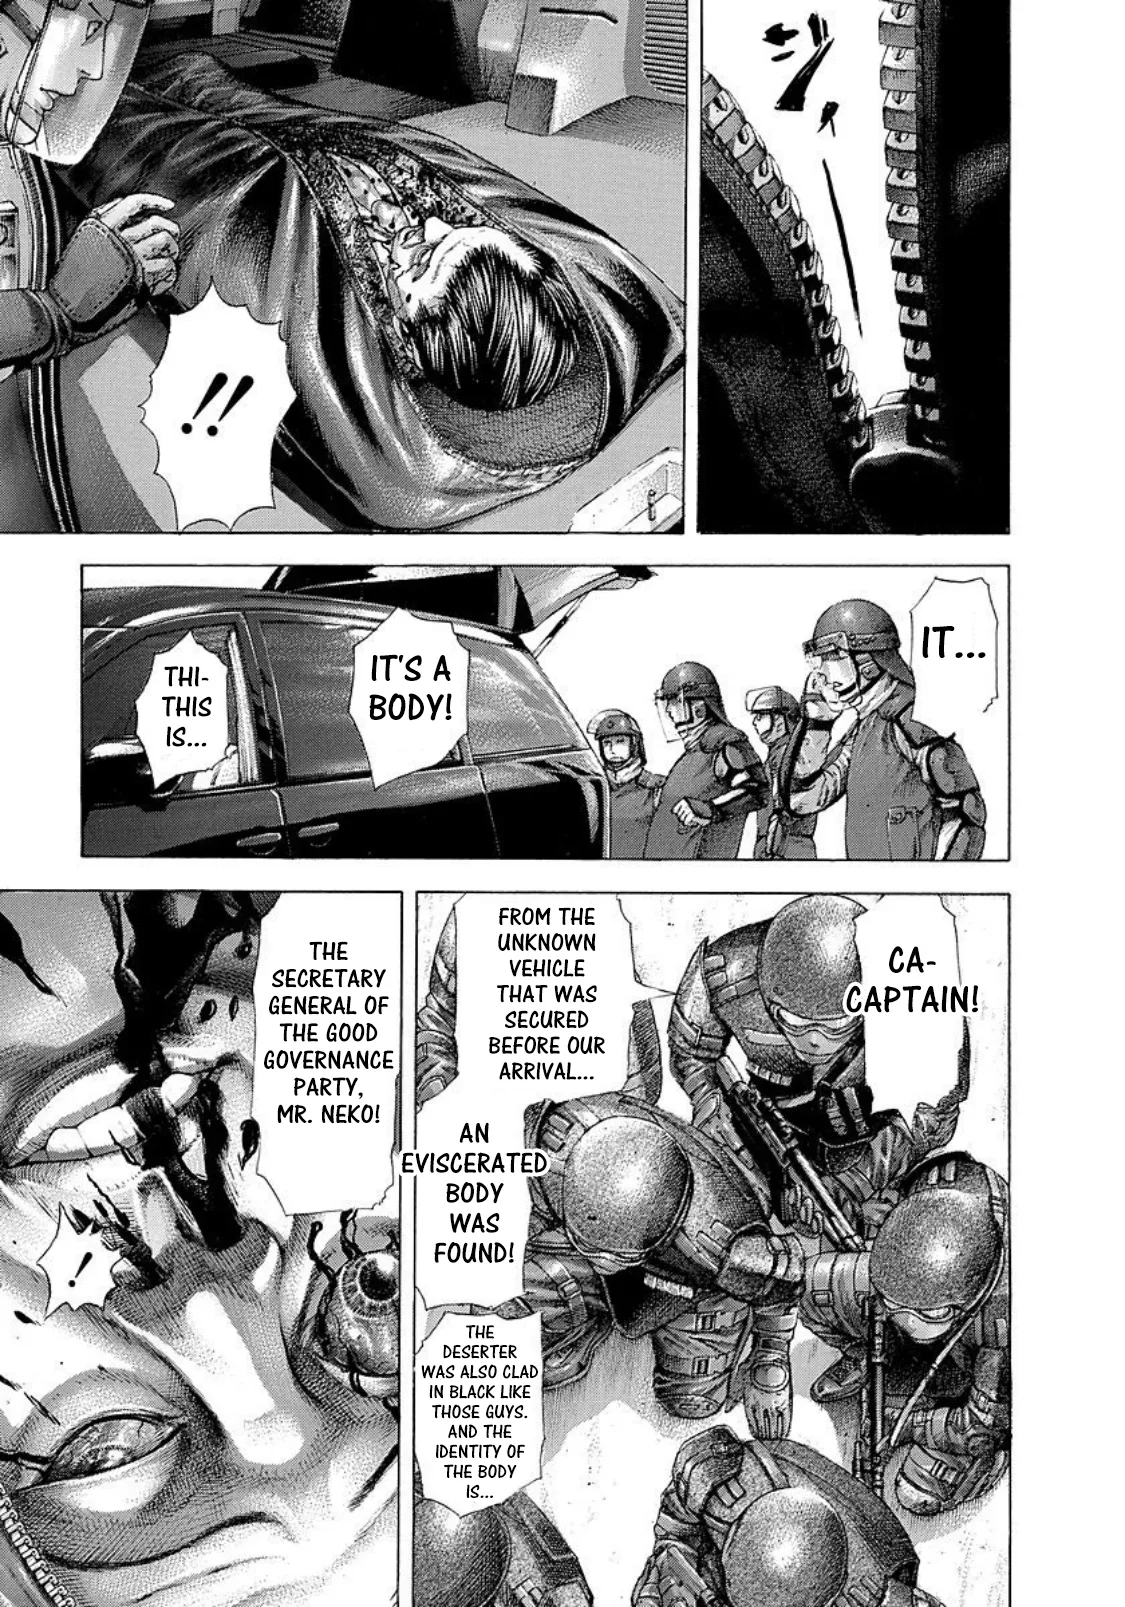 ジッ
!!
IT...
IT'S A
BODY!
THI-
THIS
IS...
CA-
CAPTAIN!
FROM THE
UNKNOWN
VEHICLE
THAT WAS
SECURED
BEFORE OUR
ARRIVAL...
AN
EVISCERATED
BODY
WAS
FOUND!
THE
DESERTER
WAS ALSO CLAD
IN BLACK LIKE
THOSE GUYS.
AND THE
IDENTITY OF
THE BODY
IS...
THE
SECRETARY
GENERAL OF
THE GOOD
GOVERNANCE
PARTY,
MR. NEKO!
!